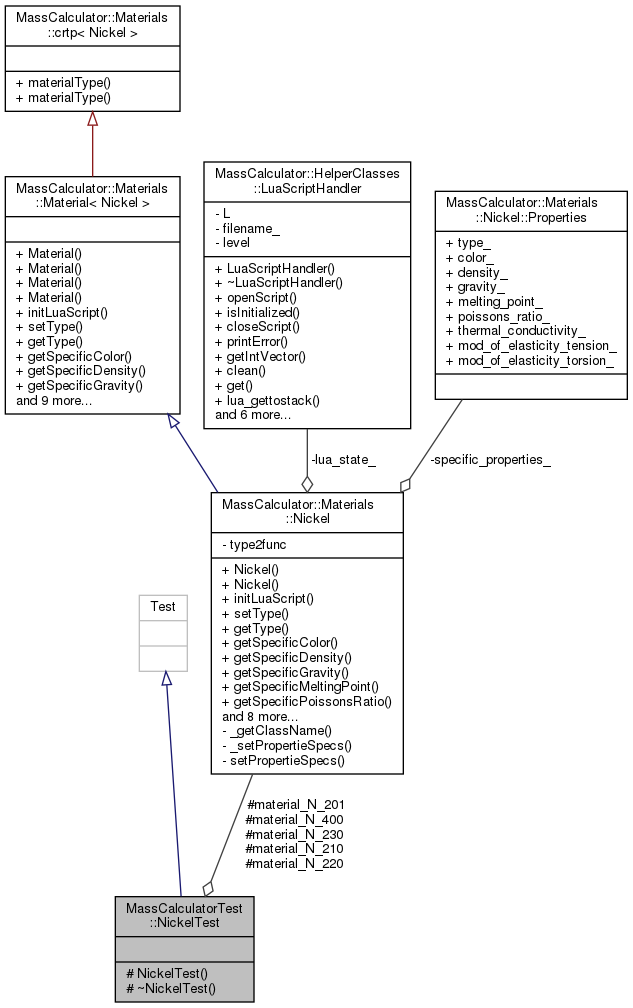 MassCalculator::Materials
::crtp< Nickel >
+ materialType()
+ materialType()
MassCalculator::Materials
::Material< Nickel >
+ Material()
+ Material()
+ Material()
+ Material()
+ initLuaScript()
+ setType()
+ getType()
+ getSpecificColor()
+ getSpecificDensity()
+ getSpecificGravity()
and 9 more...
MassCalculator::HelperClasses
::LuaScriptHandler
- L
- filename_
- level
+ LuaScriptHandler()
+ ~LuaScriptHandler()
+ openScript()
+ isInitialized()
+ closeScript()
+ printError()
+ getIntVector()
+ clean()
+ get()
+ lua_gettostack()
and 6 more...
MassCalculator::Materials
::Nickel::Properties
+ type_
+ color_
+ density_
+ gravity_
+ melting_point_
+ poissons_ratio_
+ thermal_conductivity_
+ mod_of_elasticity_tension_
+ mod_of_elasticity_torsion_
-lua_state_
-specific_properties_
MassCalculator::Materials
::Nickel
- type2func
+ Nickel()
+ Nickel()
+ initLuaScript()
+ setType()
+ getType()
+ getSpecificColor()
+ getSpecificDensity()
+ getSpecificGravity()
+ getSpecificMeltingPoint()
+ getSpecificPoissonsRatio()
and 8 more...
- _getClassName()
- _setPropertieSpecs()
- setPropertieSpecs()
Test
#material_N_201
#material_N_400
#material_N_230
#material_N_210
#material_N_220
MassCalculatorTest
::NickelTest
# NickelTest()
# ~NickelTest()